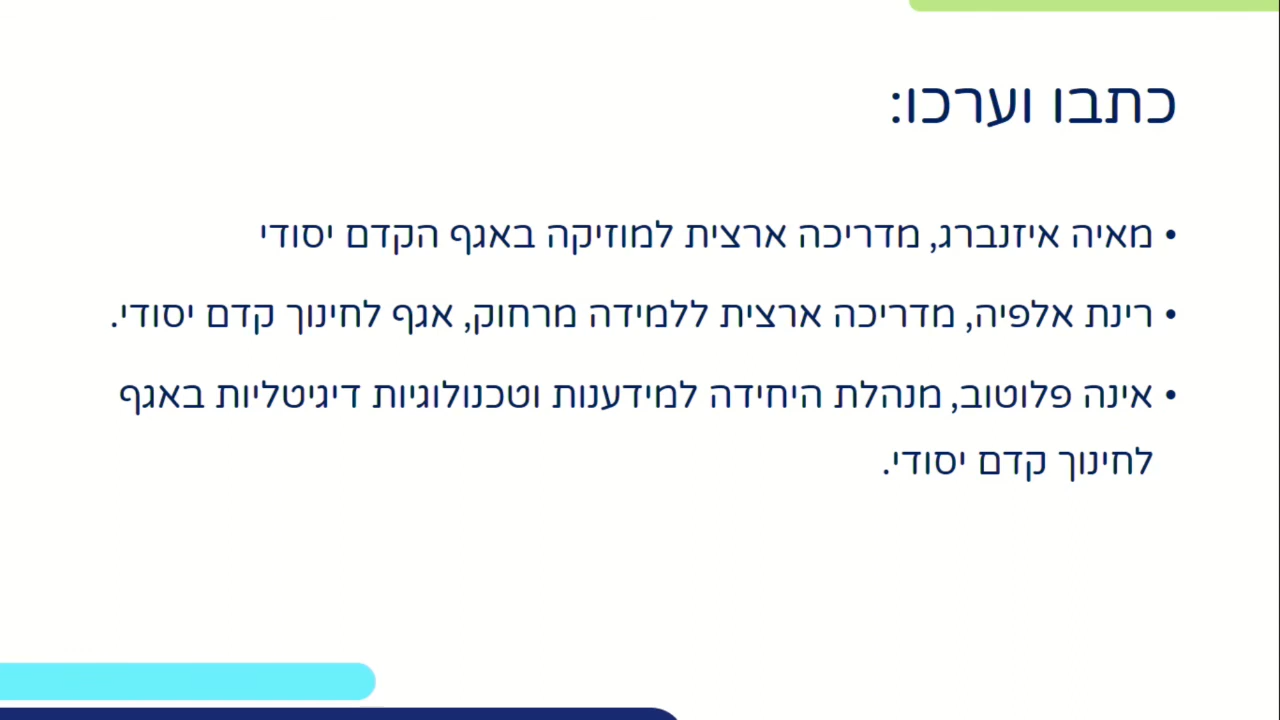 כתבו וערכו:
• מאיה איזנברג, מדריכה ארצית למוזיקה באגף הקדם יסודי
• רינת אלפיה, מדריכה ארצית ללמידה מרחוק, אגף לחינוך קדם יסודי.
• אינה פלוטוב, מנהלת היחידה למידענות וטכנולוגיות דיגיטליות באגף
לחינוך קדם יסודי.